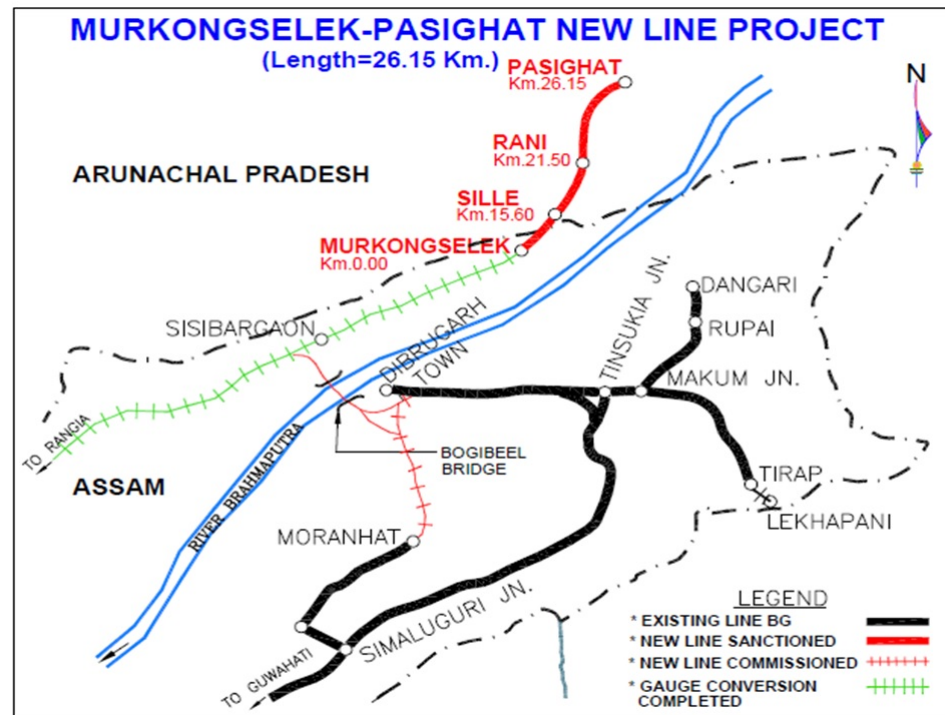 MURKONGSELEK-PASIGHAT NEW LINE PROJECT
(Length=26.15 Km.)
PASIGHAT
Km.26.15
N
RANI
Km.21.50
ARUNACHAL PRADESH
SILLE
Km.15.60
MURKONGSELEK
Km.0.00
SISIBARGAON
DIBRUGARH
TOWN
TINSUKIA JN.
DANGARI
RUPAI
MAKUM JN.
TO RANGIA
BOGIBEEL
BRIDGE
ASSAM
RIVER BRAHMAPUTRA
TIRAP
LEKHAPANI
MORANHAT
SIMALUGURI JN.
TO GUWAHATI
LEGEND
* EXISTING LINE BG
* NEW LINE SANCTIONED
* NEW LINE COMMISSIONED
* GAUGE CONVERSION
COMPLETED